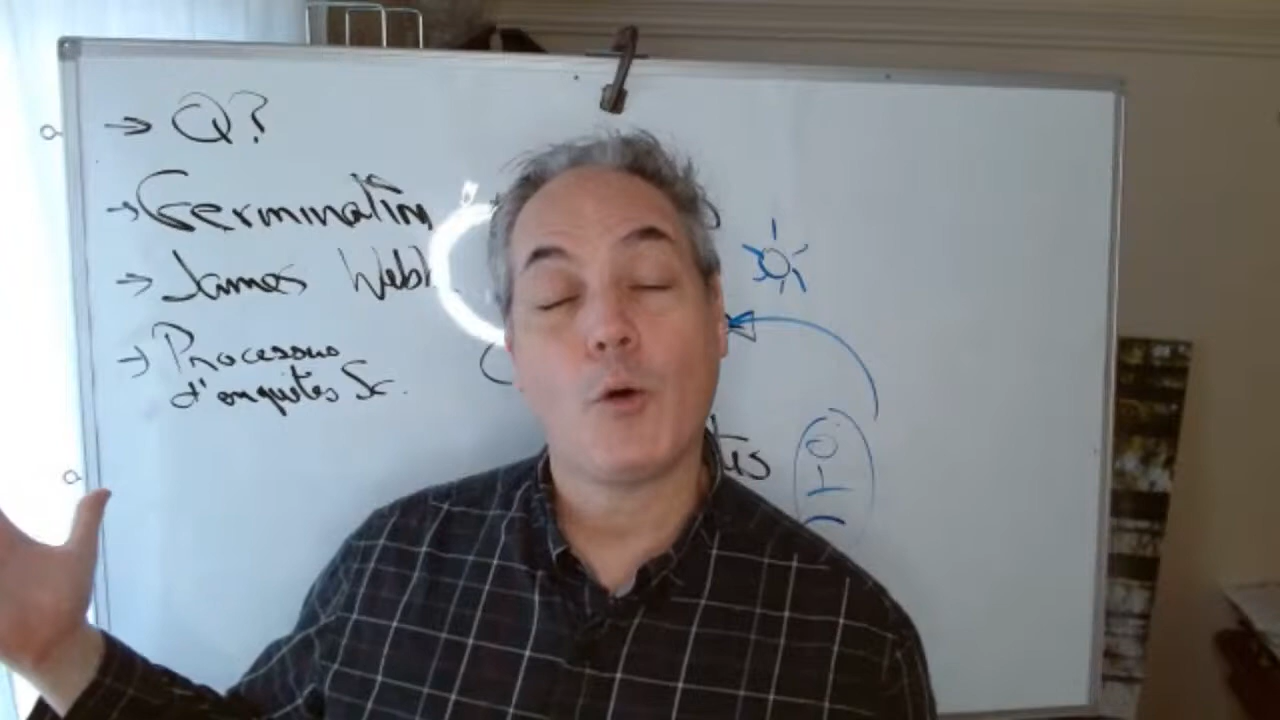 → Q?
→ Germination
→ James Webb
→ Processus
d'enquêtes Sc.